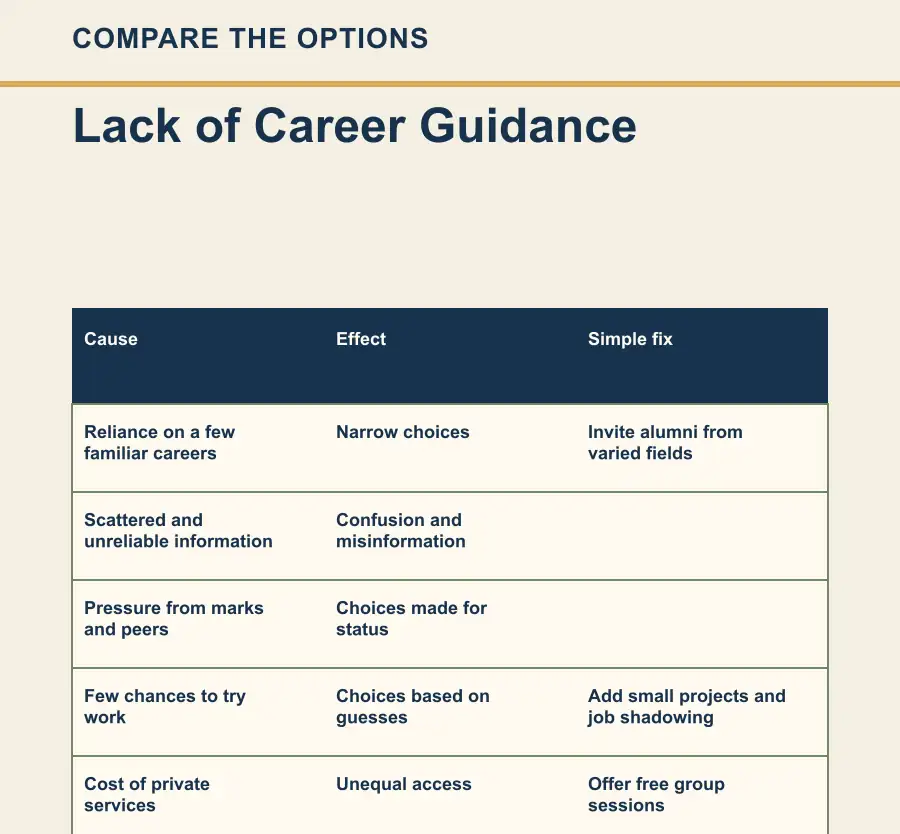 COMPARE THE OPTIONS
Lack of Career Guidance
Cause Effect Simple fix
Reliance on a few Narrow choices Invite alumni from
familiar careers varied fields
Scattered and Confusion and
unreliable information misinformation
Pressure from marks Choices made for
and peers status
Few chances to try Choices based on Add small projects and
work guesses job shadowing
Cost of private Unequal access Offer free group
services sessions